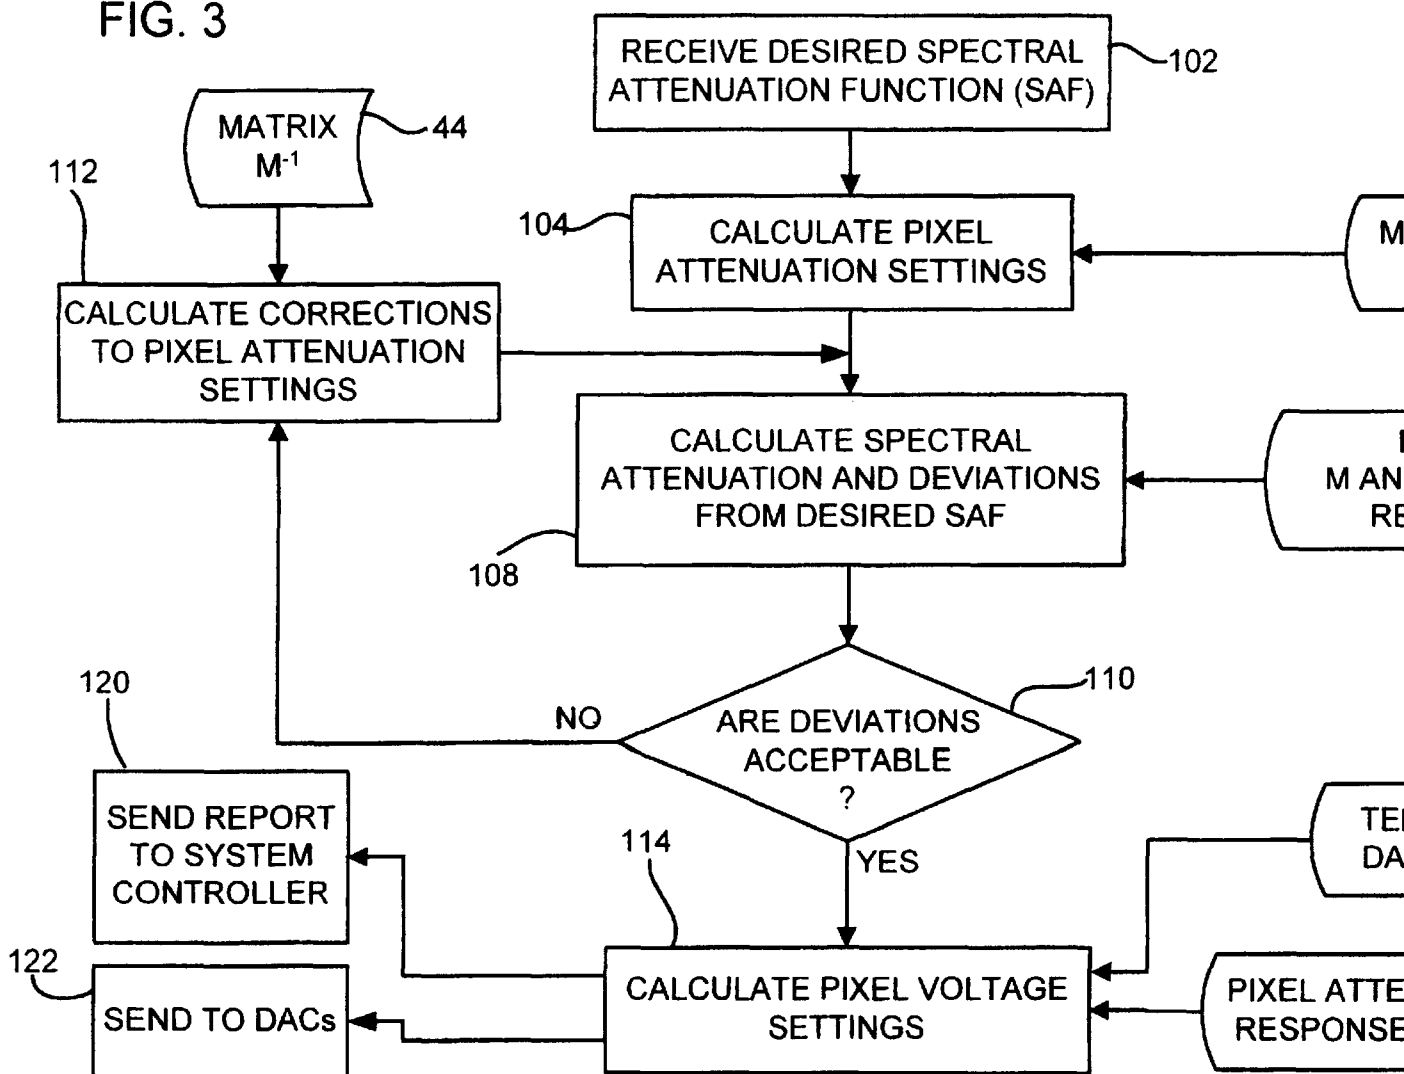 FIG. 3
RECEIVE DESIRED SPECTRAL
ATTENUATION FUNCTION (SAF)
102
MATRIX
M-1
44
112
104
CALCULATE PIXEL
ATTENUATION SETTINGS
M
CALCULATE CORRECTIONS
TO PIXEL ATTENUATION
SETTINGS
CALCULATE SPECTRAL
ATTENUATION AND DEVIATIONS
FROM DESIRED SAF
108
M AN
RE
120
NO
ARE DEVIATIONS
ACCEPTABLE
?
110
YES
SEND REPORT
TO SYSTEM
CONTROLLER
114
TE
DA
122
SEND TO DACs
CALCULATE PIXEL VOLTAGE
SETTINGS
PIXEL ATTE
RESPONSE